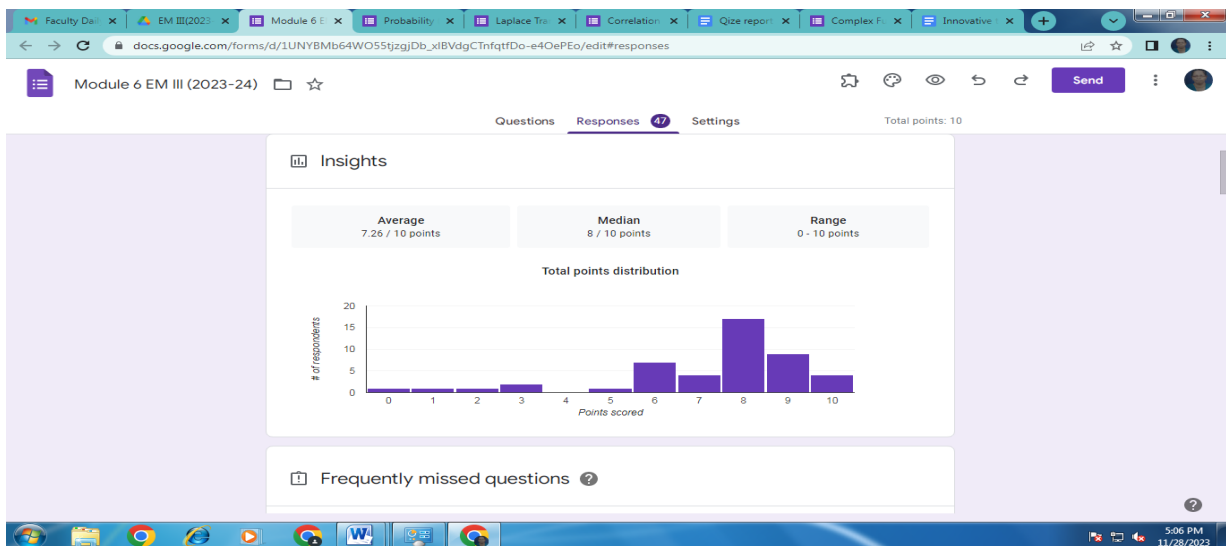 Faculty Dail EM III(2023- Module 6 E Probability Laplace Tra Correlation Qize report Complex Fu Innovative
docs.google.com/forms/d/1UNYBMb64WO55tjzgjDb_xlBVdgCTnfqtfDo-e4OePEo/edit#responses
Module 6 EM III (2023-24) Send
Questions Responses 47 Settings Total points: 10
Insights
Average Median Range
7.26 / 10 points 8 / 10 points 0 - 10 points
Total points distribution
# of respondents
20
15
10
5
0
0 1 2 3 4 5 6 7 8 9 10
Points scored
Frequently missed questions
5:06 PM
11/28/2023